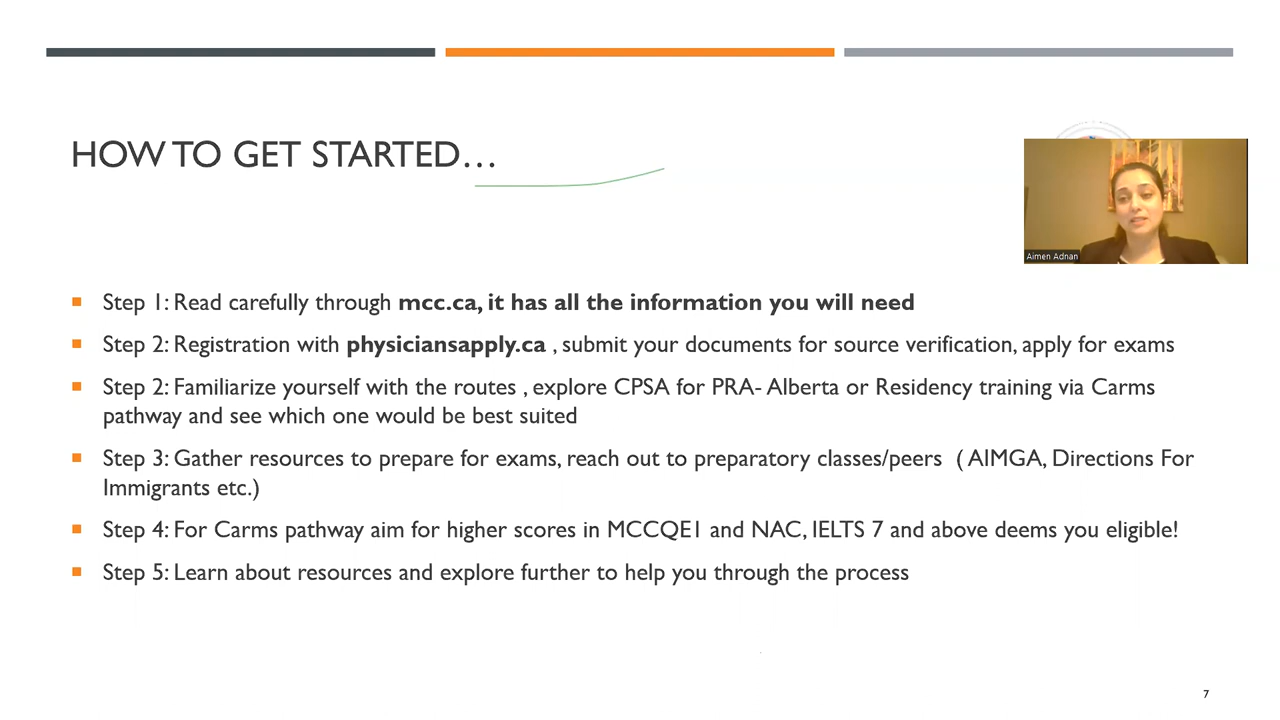 HOW TO GET STARTED…
Aimen Adnan
Step 1: Read carefully through mcc.ca, it has all the information you will need
Step 2: Registration with physiciansapply.ca , submit your documents for source verification, apply for exams
Step 2: Familiarize yourself with the routes , explore CPSA for PRA- Alberta or Residency training via Carms
pathway and see which one would be best suited
Step 3: Gather resources to prepare for exams, reach out to preparatory classes/peers ( AIMGA, Directions For
Immigrants etc.)
Step 4: For Carms pathway aim for higher scores in MCCQE1 and NAC, IELTS 7 and above deems you eligible!
Step 5: Learn about resources and explore further to help you through the process
7